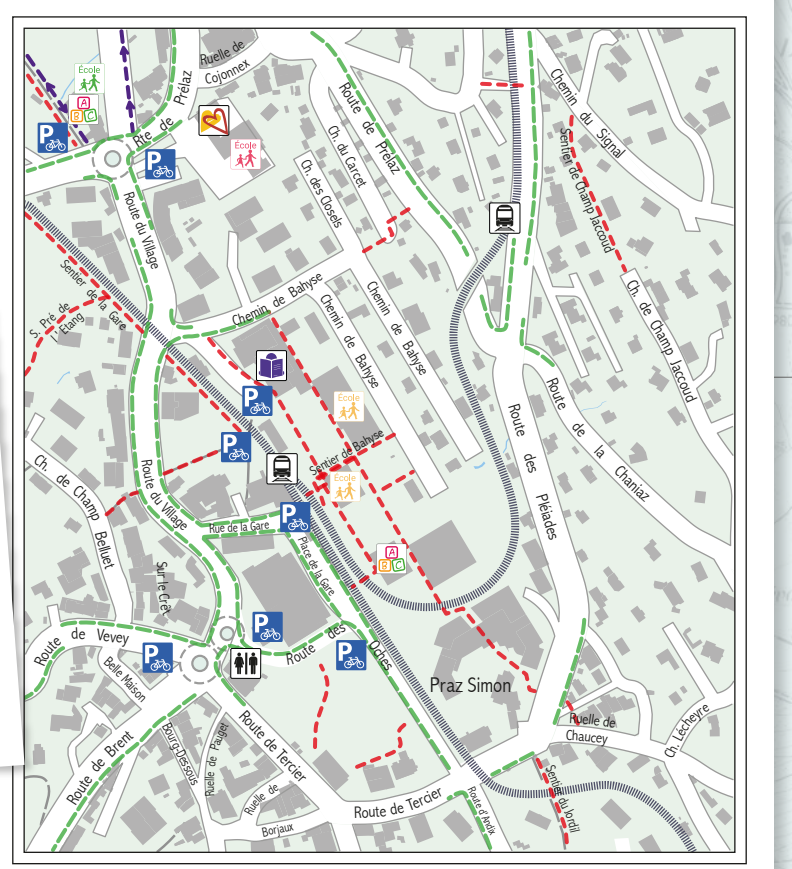 École
A
B C
P
P
Rte de
Prélaz
Ruelle de
Cojonnex
École
Route de Prélaz
Ch. du Carcet
Ch. des Closels
Chemin du Signal
Sentier de Champ Jaccoud
Ch. de Champ Jaccoud
Route du Village
Sentier de la Gare
S. Pré de
l'Etang
Chemin de Bahyse
Chemin de Bahyse
Chemin de Bahyse
P
École
P
Sentier de Bahyse
École
Route des Pléiades
Route de la Chaniaz
Ch. de Champ Belluet
Route du Village
Rue de la Gare
P
Place de la Gare
A
B C
Sur le Crêt
Route de Vevey
P
P
P
Route des Oches
Belle Maison
Praz Simon
Route de Brent
Bourg-Dessous
Ruelle de Pauget
Route de Tercier
Ruelle de
Borjaux
Route de Tercier
Route d'Andix
Sentier du Jordil
Ruelle de
Chaucey
Ch. Lécheyre